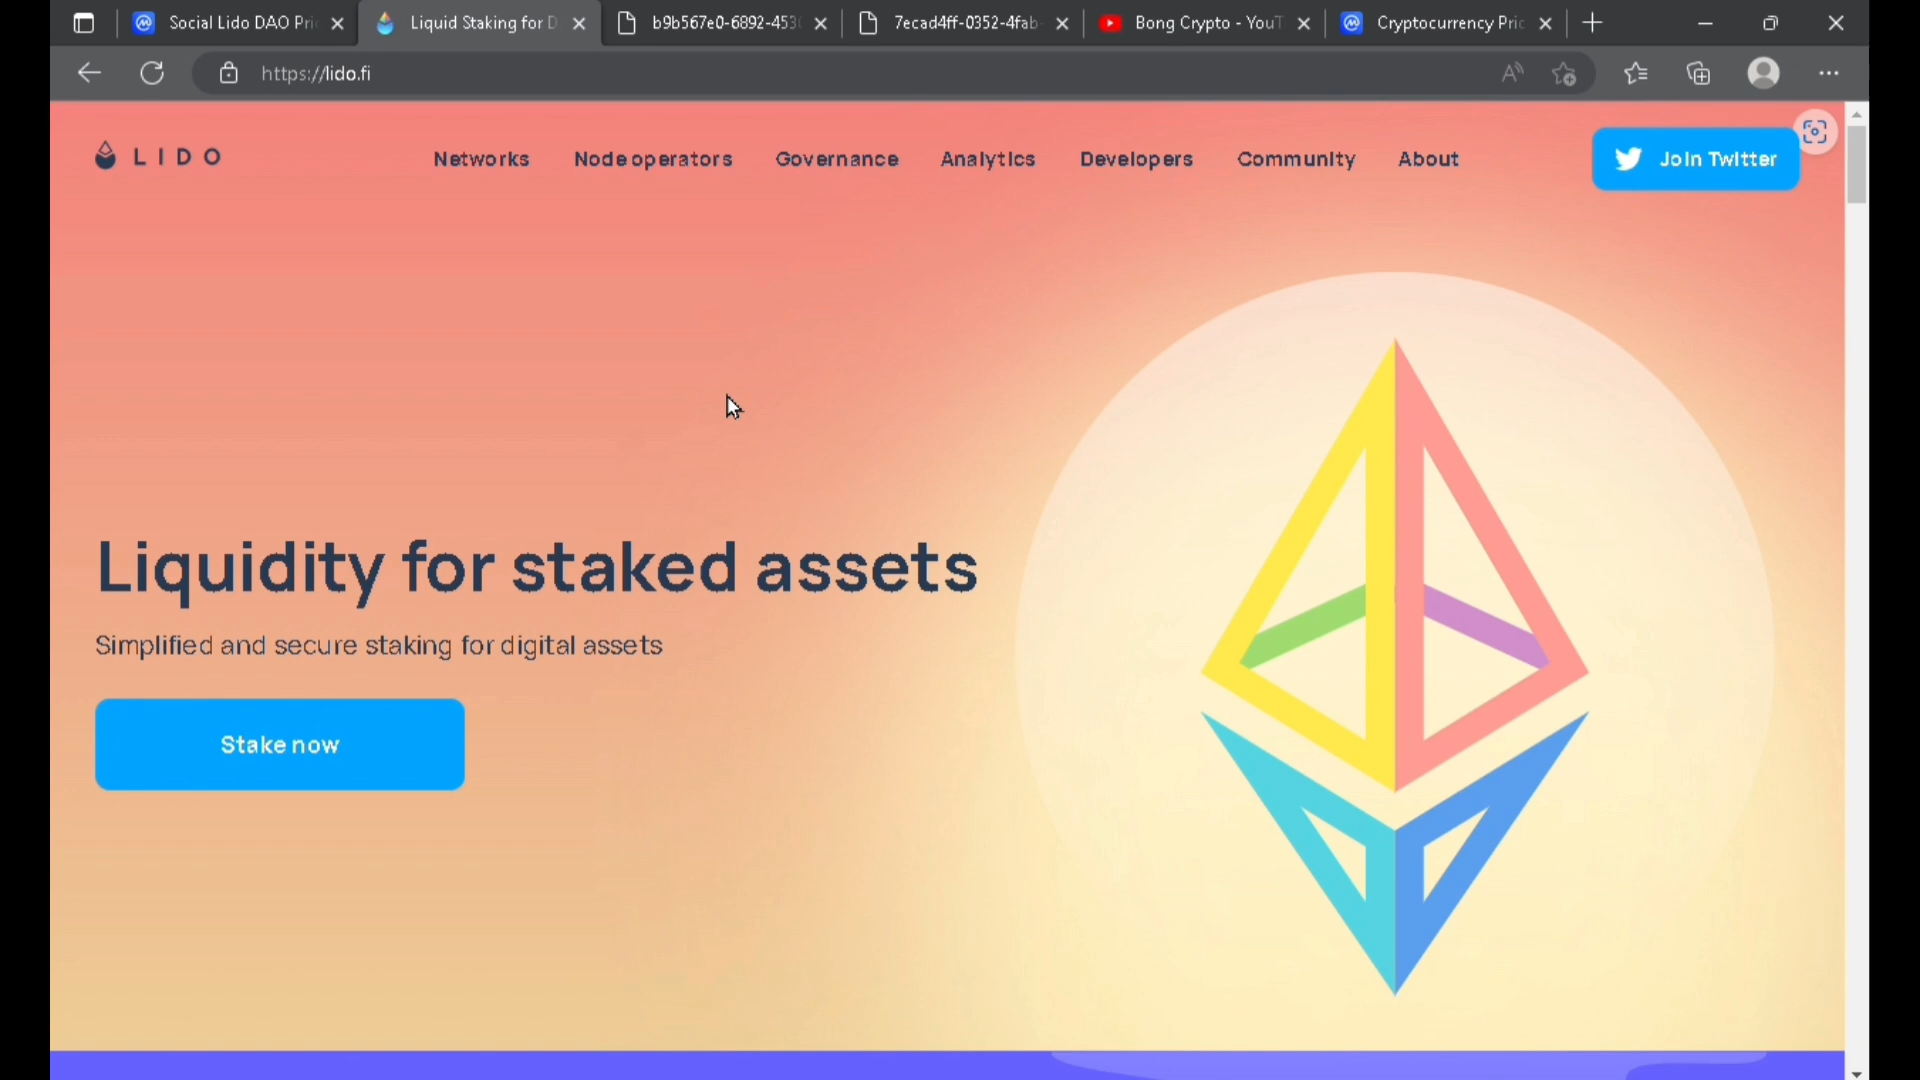 Social Lido DAO Pri
Liquid Staking for D
b9b567e0-6892-453
7ecad4ff-0352-4fab-
Bong Crypto - YouT
Cryptocurrency Pric
https://lido.fi
LIDO
Networks
Node operators
Governance
Analytics
Developers
Community
About
Join Twitter
Liquidity for staked assets
Simplified and secure staking for digital assets
Stake now